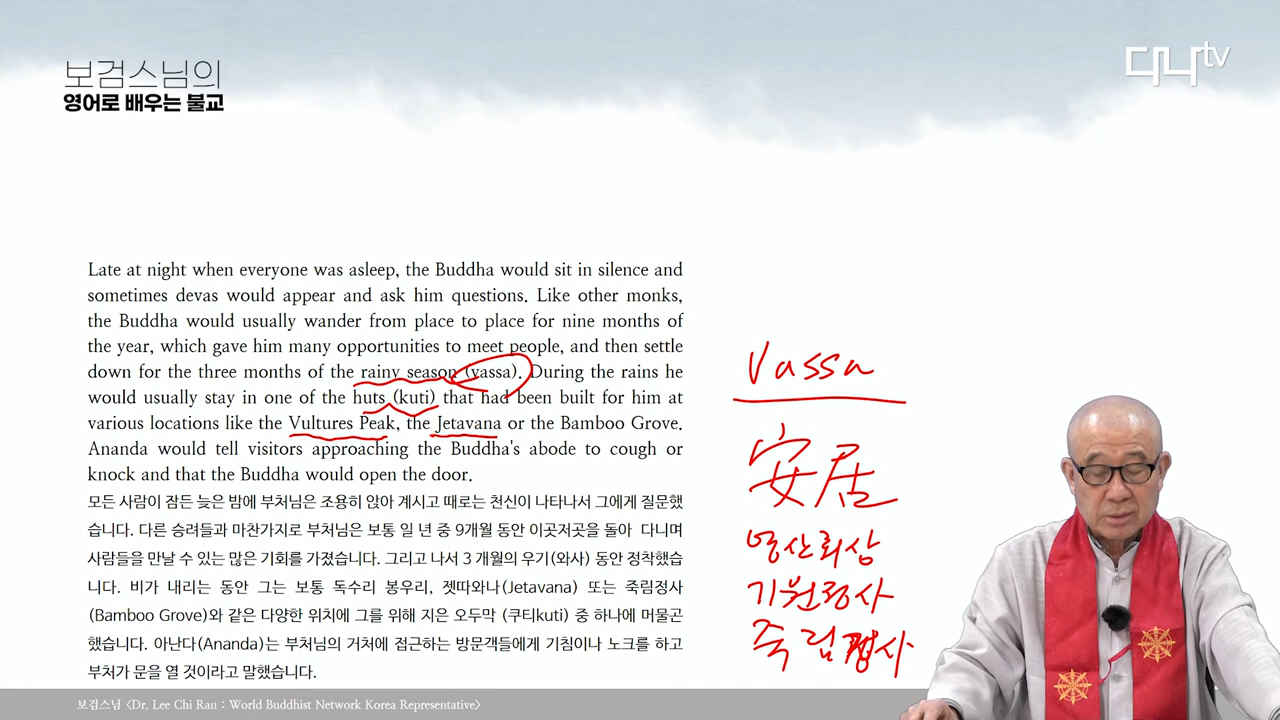 보검스님의
영어로 배우는 불교
다나tv
Late at night when everyone was asleep, the Buddha would sit in silence and
sometimes devas would appear and ask him questions. Like other monks,
the Buddha would usually wander from place to place for nine months of
the year, which gave him many opportunities to meet people, and then settle
down for the three months of the rainy season (vassa). During the rains he
would usually stay in one of the huts (kuti) that had been built for him at
various locations like the Vultures Peak, the Jetavana or the Bamboo Grove.
Ananda would tell visitors approaching the Buddha's abode to cough or
knock and that the Buddha would open the door.
모든 사람이 잠든 늦은 밤에 부처님은 조용히 앉아 계시고 때로는 천신이 나타나서 그에게 질문했
습니다. 다른 승려들과 마찬가지로 부처님은 보통 일 년 중 9개월 동안 이곳저곳을 돌아 다니며
사람들을 만날 수 있는 많은 기회를 가졌습니다. 그리고 나서 3 개월의 우기(와사) 동안 정착했습
니다. 비가 내리는 동안 그는 보통 독수리 봉우리, 젯따와나(Jetavana) 또는 죽림정사
(Bamboo Grove)와 같은 다양한 위치에 그를 위해 지은 오두막 (쿠티kuti) 중 하나에 머물곤
했습니다. 아난다(Ananda)는 부처님의 거처에 접근하는 방문객들에게 기침이나 노크를 하고
부처가 문을 열 것이라고 말했습니다.
Vassa
安居
영산회상
기원정사
죽림정사
보검스님 <Dr. Lee Chi Ran : World Buddhist Network Korea Representative>